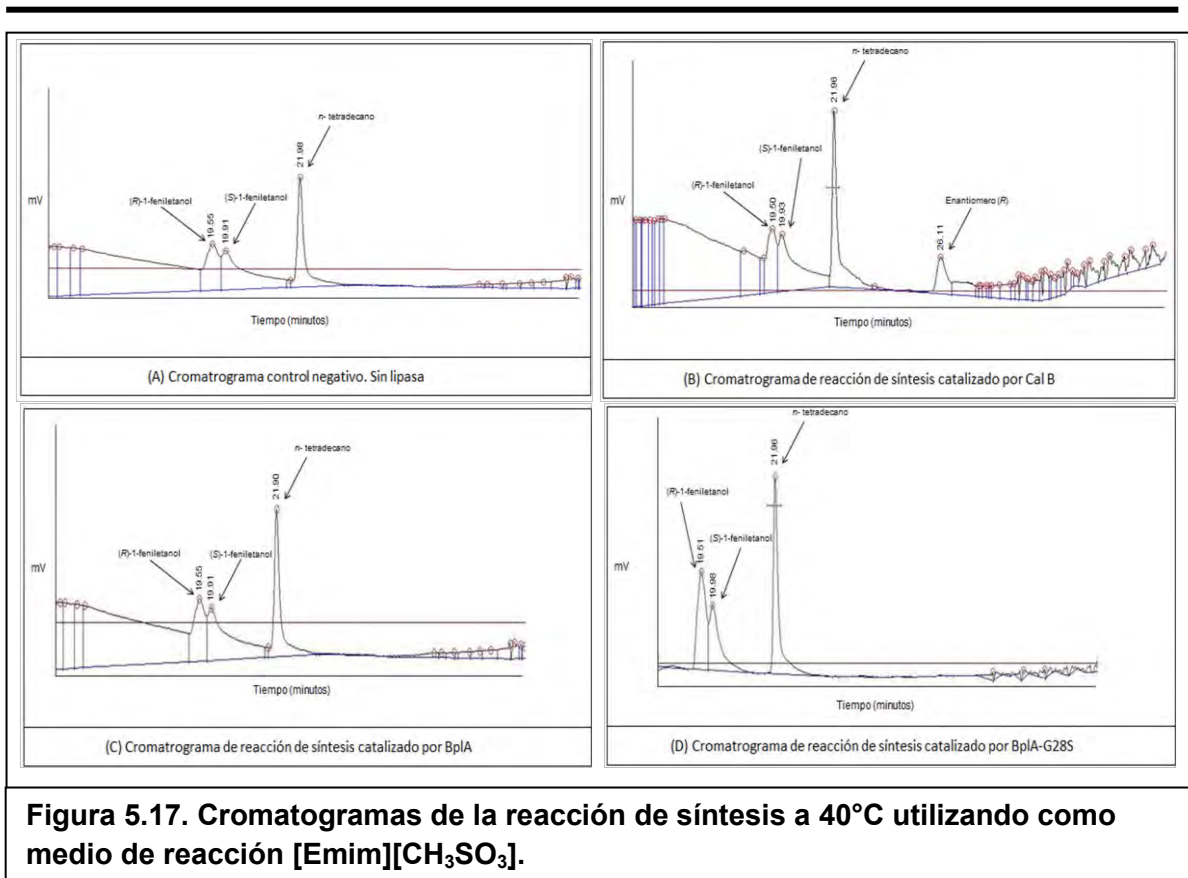 n- tetradecano
21.98
(R)-1-feniletanol
(S)-1-feniletanol
19.55
19.91
mV
Tiempo (minutos)
(A) Cromatrograma control negativo. Sin lipasa
n- tetradecano
21.96
(S)-1-feniletanol
(R)-1-feniletanol
19.50
19.93
Enantiomero (R)
26.11
mV
Tiempo (minutos)
(B) Cromatrograma de reacción de síntesis catalizado por Cal B
n- tetradecano
21.90
(R)-1-feniletanol
(S)-1-feniletanol
19.55
19.91
mV
Tiempo (minutos)
(C) Cromatrograma de reacción de síntesis catalizado por BplA
n- tetradecano
21.96
(R)-1-feniletanol
(S)-1-feniletanol
19.51
19.98
mV
Tiempo (minutos)
(D) Cromatrograma de reacción de síntesis catalizado por BplA-G28S
Figura 5.17. Cromatogramas de la reacción de síntesis a 40°C utilizando como
medio de reacción [Emim][CH₃SO₃].